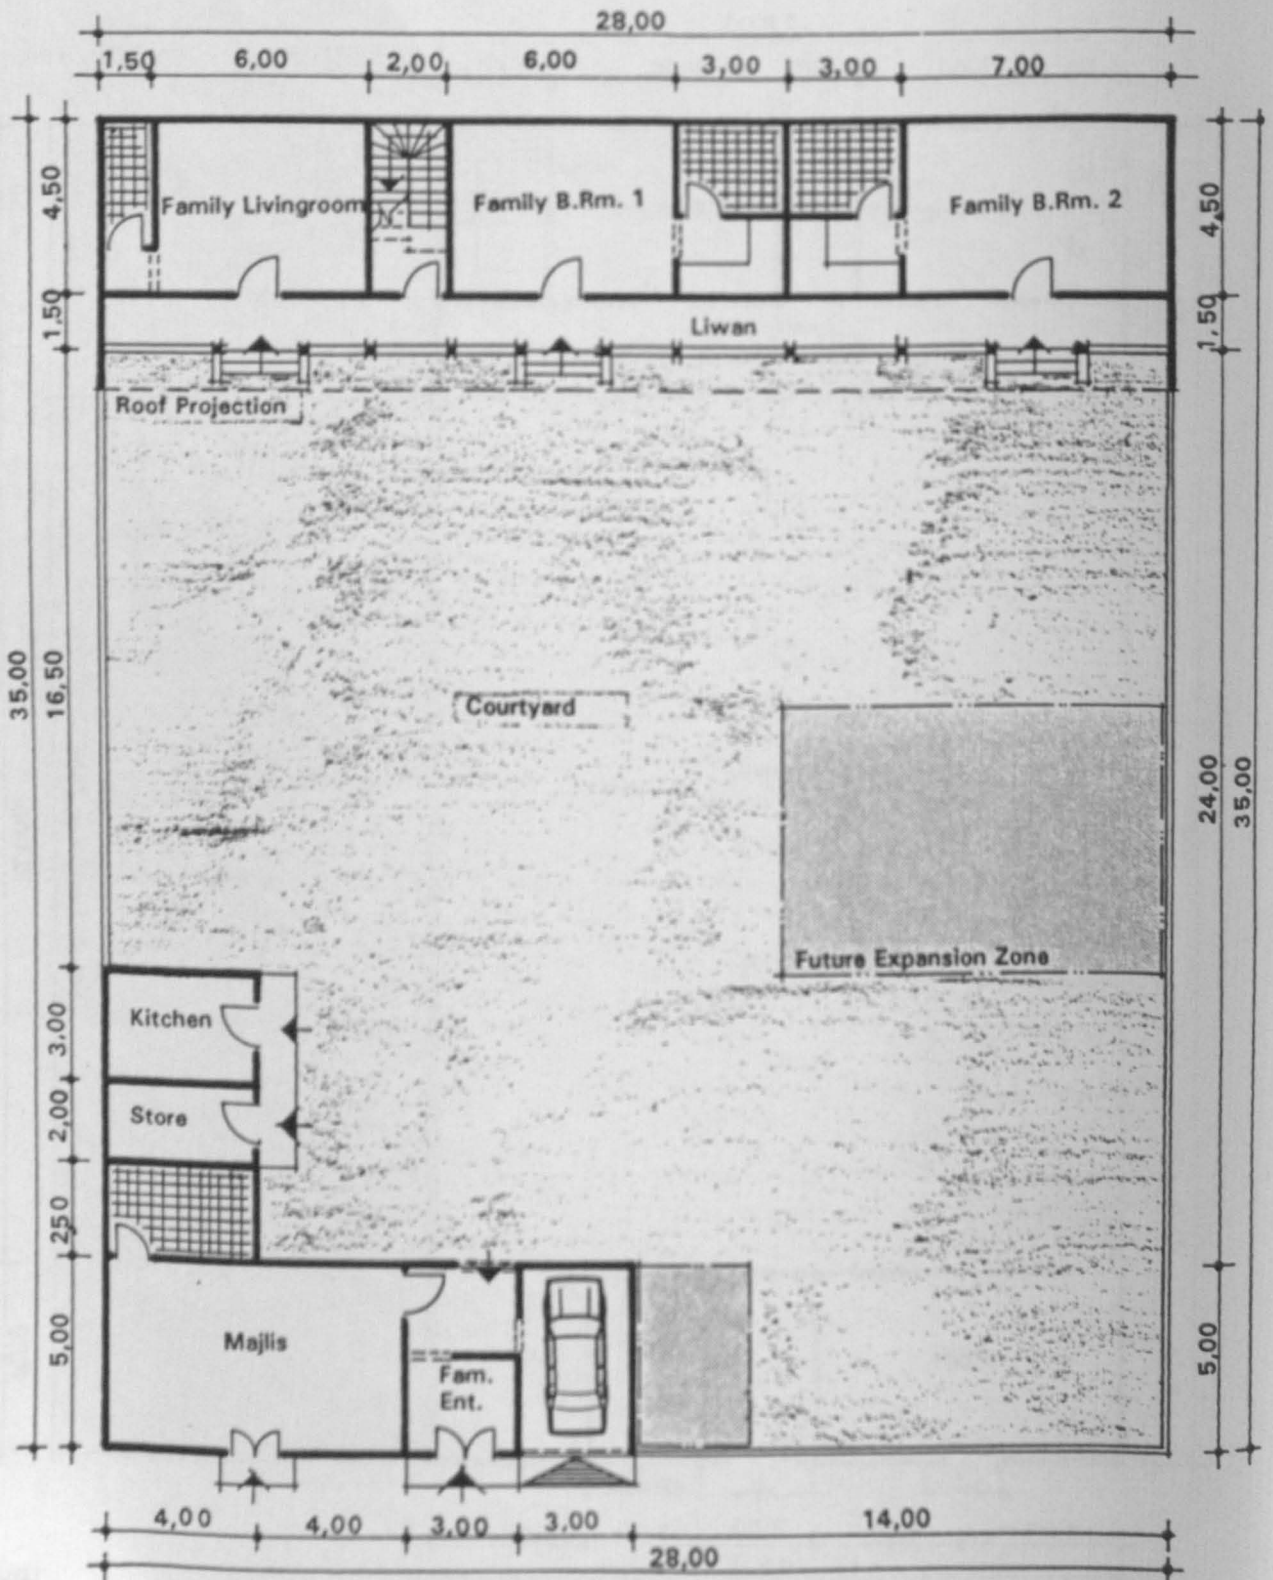 28,00
1,50 6,00 2,00 6,00 3,00 3,00 7,00
4,50
Family Livingroom
Family B.Rm. 1
Family B.Rm. 2
4,50
1,50
Liwan
1,50
Roof Projection
35,00
16,50
Courtyard
24,00
35,00
Future Expansion Zone
3,00
Kitchen
2,00
Store
250
5,00
Majlis
Fam.
Ent.
5,00
4,00 4,00 3,00 3,00 14,00
28,00